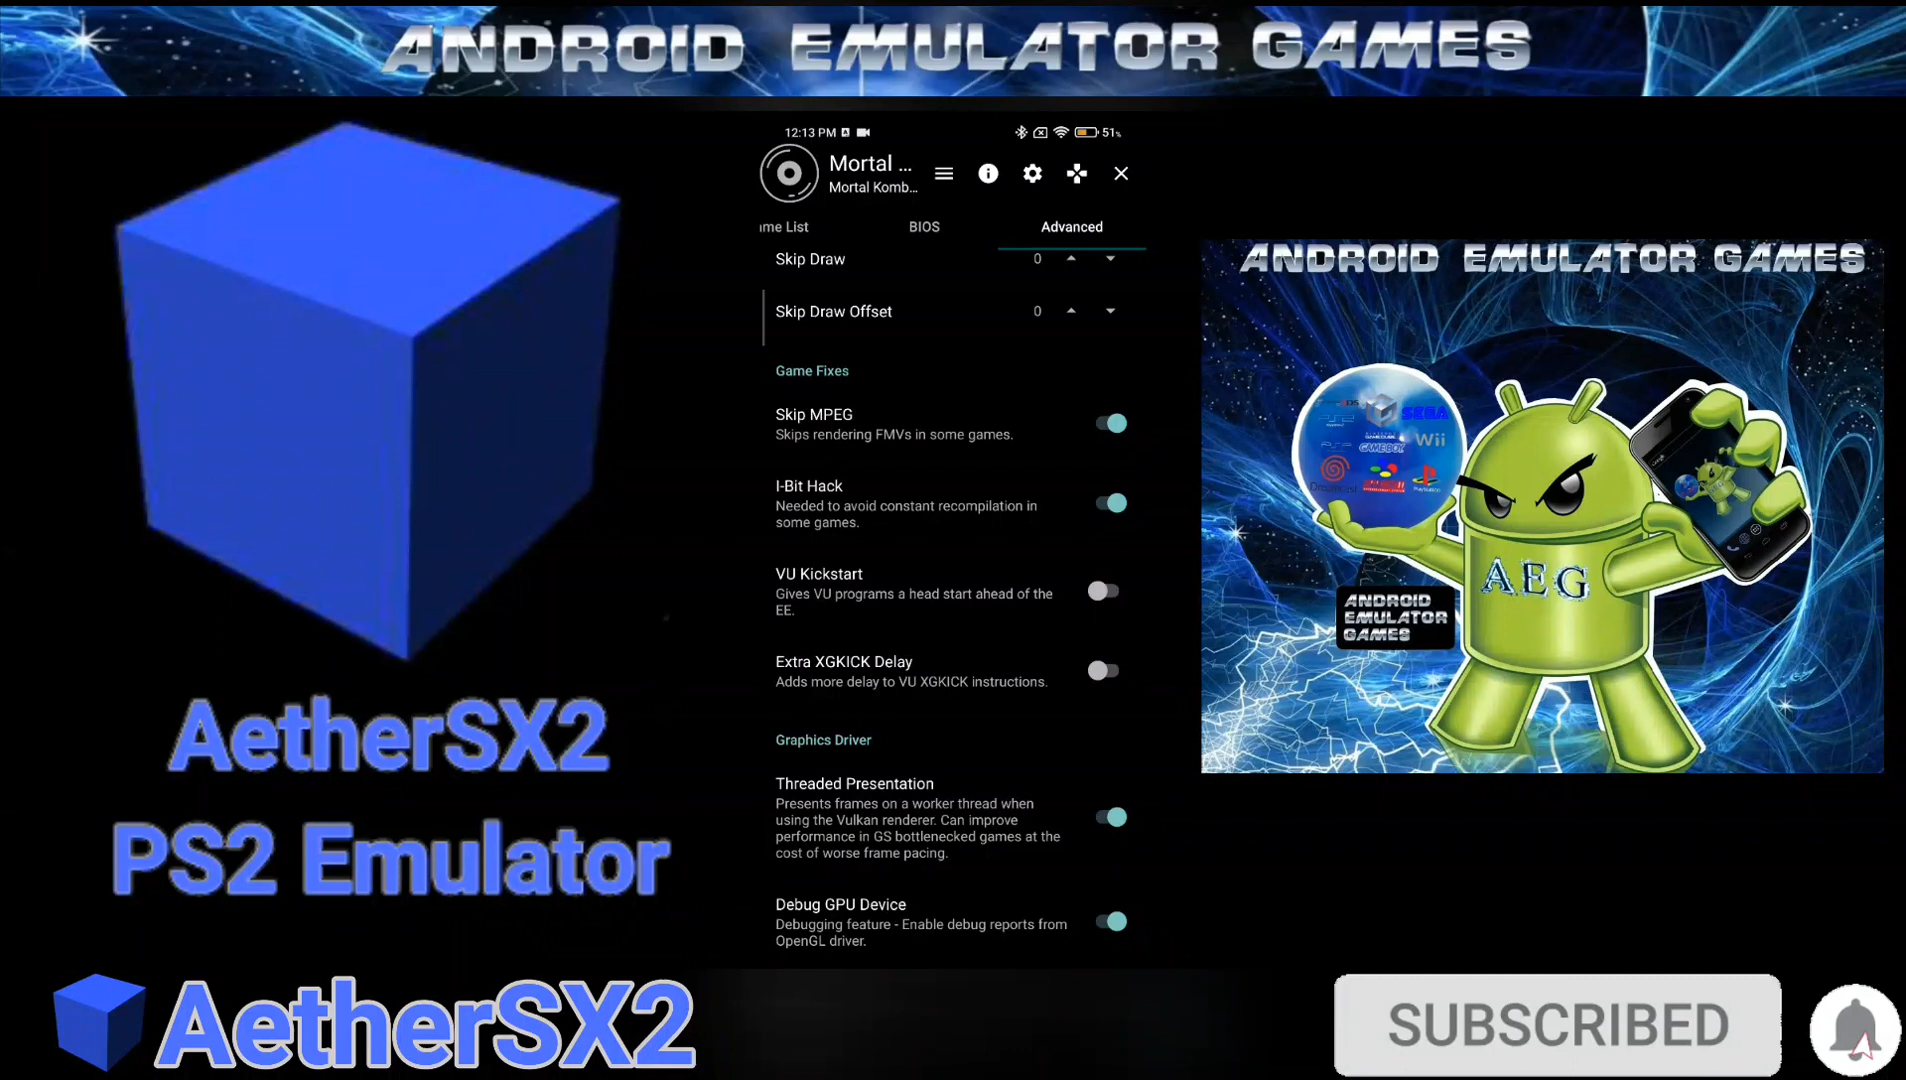 ANDROID EMULATOR GAMES
12:13 PM
51%
Mortal ...
Mortal Komb...
me List
BIOS
Advanced
Skip Draw
0
Skip Draw Offset
0
Game Fixes
Skip MPEG
Skips rendering FMVs in some games.
I-Bit Hack
Needed to avoid constant recompilation in
some games.
VU Kickstart
Gives VU programs a head start ahead of the
EE.
Extra XGKICK Delay
Adds more delay to VU XGKICK instructions.
Graphics Driver
Threaded Presentation
Presents frames on a worker thread when
using the Vulkan renderer. Can improve
performance in GS bottlenecked games at the
cost of worse frame pacing.
Debug GPU Device
Debugging feature - Enable debug reports from
OpenGL driver.
AetherSX2
PS2 Emulator
AetherSX2
ANDROID EMULATOR GAMES
SEGA
Wii
GAMEBOY
Dreamcast
PlayStation
AEG
ANDROID
EMULATOR
GAMES
SUBSCRIBED